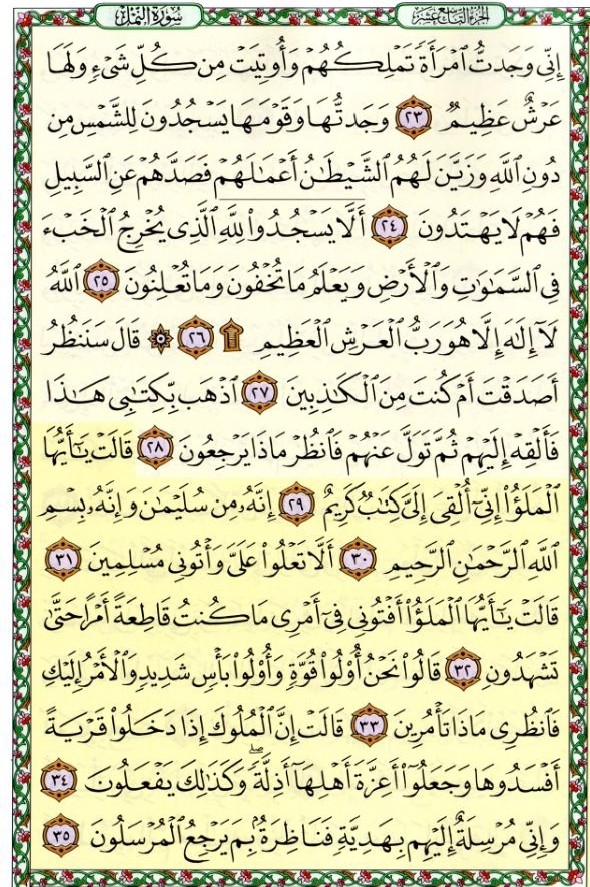 الجزء التاسع عشر
سُورَةُ النَّمْلِ
إِنِّي وَجَدتُّ ٱمْرَأَةً تَمْلِكُهُمْ وَأُوتِيَتْ مِن كُلِّ شَىْءٍ وَلَهَا
عَرْشٌ عَظِيمٌ ٢٣ وَجَدتُّهَا وَقَوْمَهَا يَسْجُدُونَ لِلشَّمْسِ مِن
دُونِ ٱللَّهِ وَزَيَّنَ لَهُمُ ٱلشَّيْطَٰنُ أَعْمَٰلَهُمْ فَصَدَّهُمْ عَنِ ٱلسَّبِيلِ
فَهُمْ لَا يَهْتَدُونَ ٢٤ أَلَّا يَسْجُدُوا۟ لِلَّهِ ٱلَّذِى يُخْرِجُ ٱلْخَبْءَ
فِى ٱلسَّمَٰوَٰتِ وَٱلْأَرْضِ وَيَعْلَمُ مَا تُخْفُونَ وَمَا تُعْلِنُونَ ٢٥ ٱللَّهُ
لَآ إِلَٰهَ إِلَّا هُوَ رَبُّ ٱلْعَرْشِ ٱلْعَظِيمِ ۩ ٢٦ ۞ قَالَ سَنَنظُرُ
أَصَدَقْتَ أَمْ كُنتَ مِنَ ٱلْكَٰذِبِينَ ٢٧ ٱذْهَب بِّكِتَٰبِى هَٰذَا
فَأَلْقِهْ إِلَيْهِمْ ثُمَّ تَوَلَّ عَنْهُمْ فَٱنظُرْ مَاذَا يَرْجِعُونَ ٢٨ قَالَتْ يَٰٓأَيُّهَا
ٱلْمَلَؤُا۟ إِنِّىٓ أُلْقِىَ إِلَىَّ كِتَٰبٌ كَرِيمٌ ٢٩ إِنَّهُۥ مِن سُلَيْمَٰنَ وَإِنَّهُۥ بِسْمِ
ٱللَّهِ ٱلرَّحْمَٰنِ ٱلرَّحِيمِ ٣٠ أَلَّا تَعْلُوا۟ عَلَىَّ وَأْتُونِى مُسْلِمِينَ ٣١
قَالَتْ يَٰٓأَيُّهَا ٱلْمَلَؤُا۟ أَفْتُونِى فِىٓ أَمْرِى مَا كُنتُ قَاطِعَةً أَمْرًا حَتَّىٰ
تَشْهَدُونِ ٣٢ قَالُوا۟ نَحْنُ أُو۟لُوا۟ قُوَّةٍ وَأُو۟لُوا۟ بَأْسٍ شَدِيدٍ وَٱلْأَمْرُ إِلَيْكِ
فَٱنظُرِى مَاذَا تَأْمُرِينَ ٣٣ قَالَتْ إِنَّ ٱلْمُلُوكَ إِذَا دَخَلُوا۟ قَرْيَةً
أَفْسَدُوهَا وَجَعَلُوٓا۟ أَعِزَّةَ أَهْلِهَآ أَذِلَّةً ۖ وَكَذَٰلِكَ يَفْعَلُونَ ٣٤
وَإِنِّى مُرْسِلَةٌ إِلَيْهِم بِهَدِيَّةٍ فَنَاظِرَةٌۢ بِمَ يَرْجِعُ ٱلْمُرْسَلُونَ ٣٥